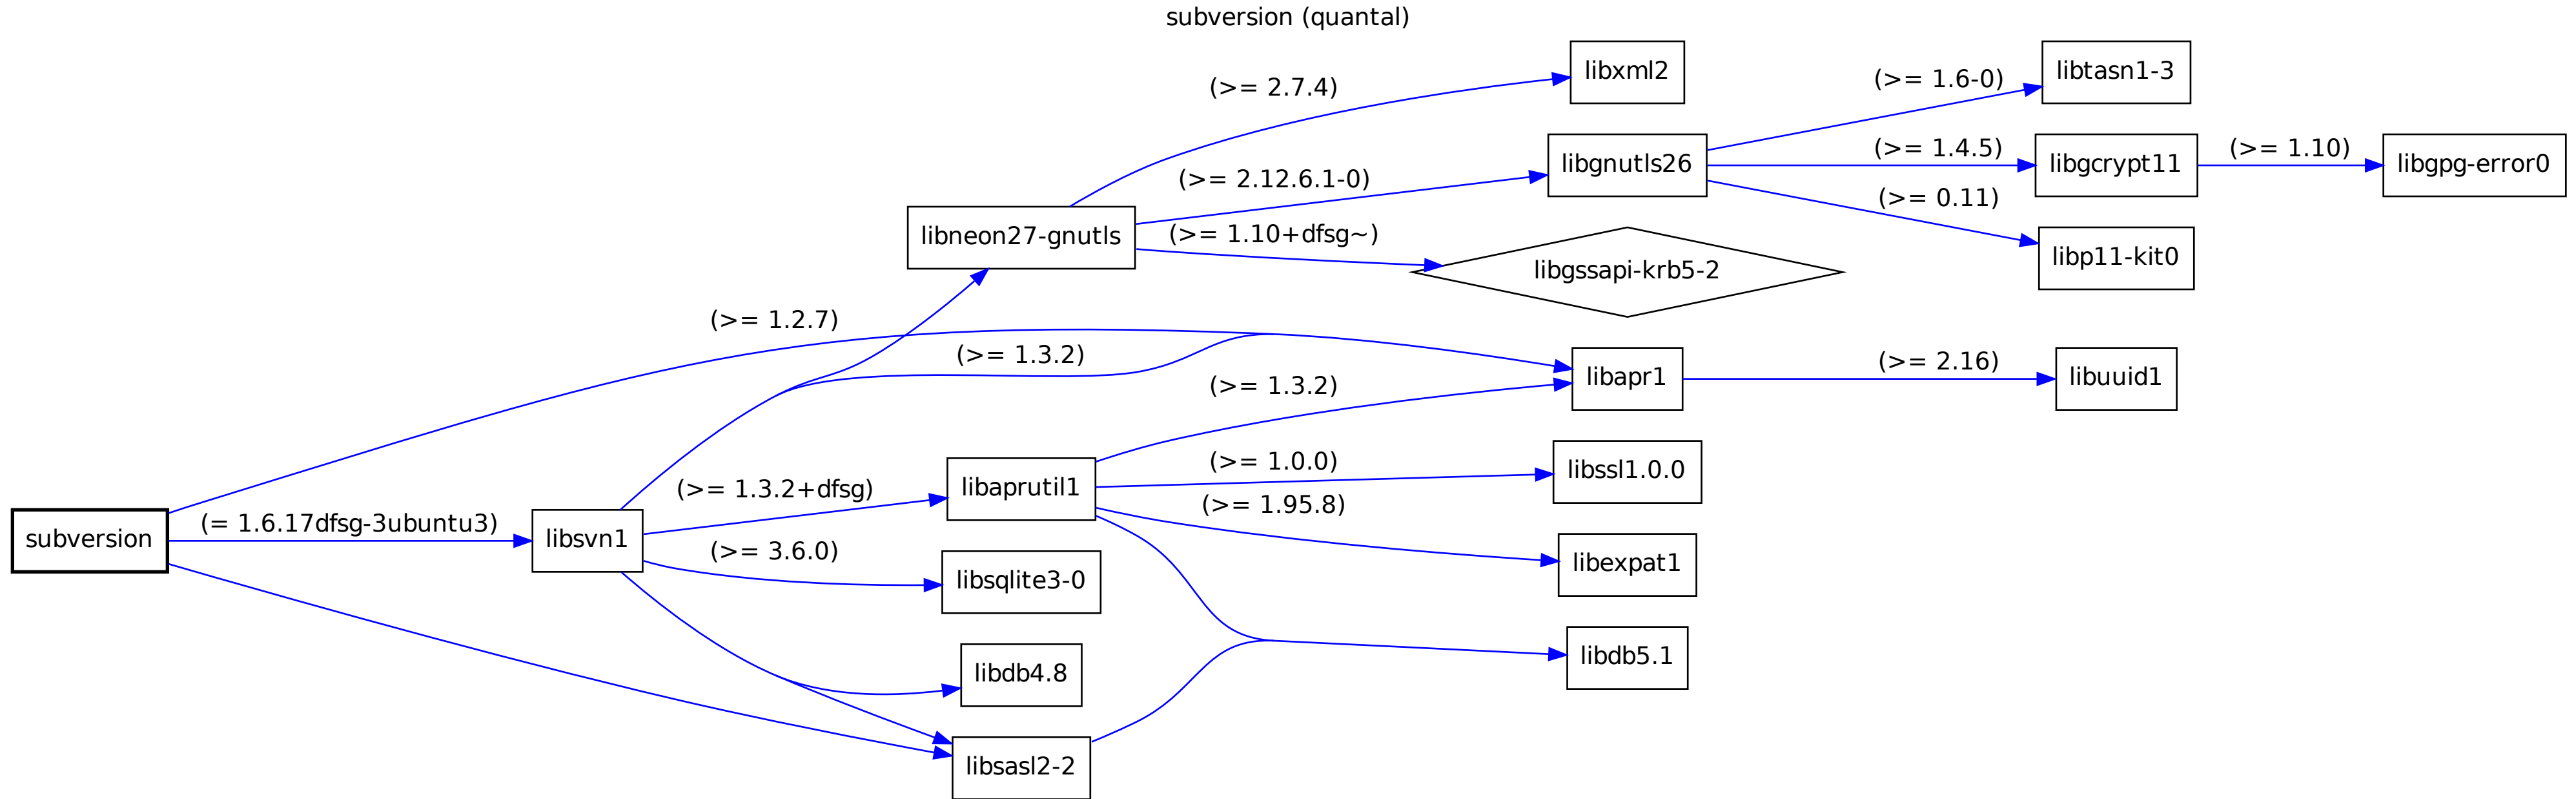 subversion (quantal)
libxml2
libtasn1-3
(>= 2.7.4)
(>= 1.6-0)
libgnutls26
(>= 1.4.5)
libgcrypt11
(>= 1.10)
libgpg-error0
(>= 2.12.6.1-0)
(>= 0.11)
libneon27-gnutls
(>= 1.10+dfsg~)
libp11-kit0
libgssapi-krb5-2
(>= 1.2.7)
(>= 1.3.2)
(>= 1.3.2)
libapr1
(>= 2.16)
libuuid1
(>= 1.0.0)
libssl1.0.0
(>= 1.3.2+dfsg)
libaprutil1
(>= 1.95.8)
subversion
(= 1.6.17dfsg-3ubuntu3)
libsvn1
(>= 3.6.0)
libsqlite3-0
libexpat1
libdb4.8
libdb5.1
libsasl2-2